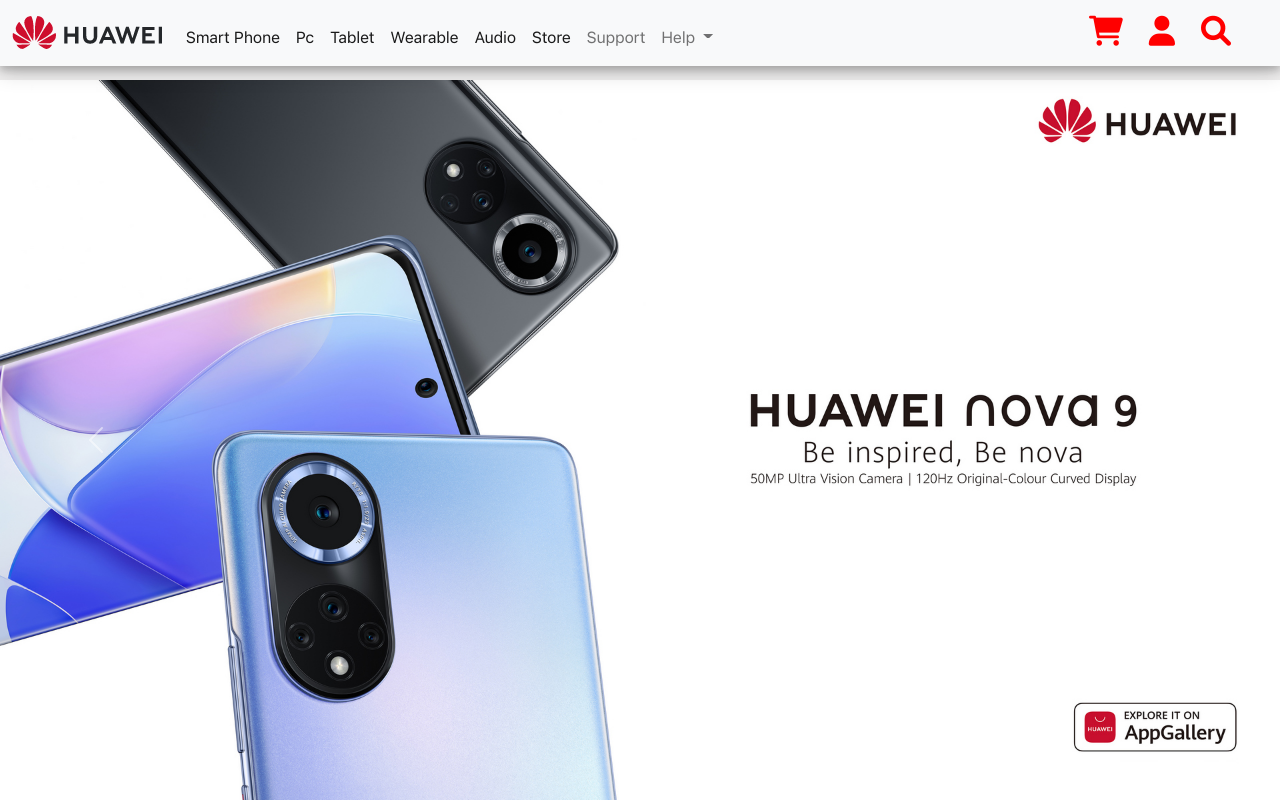 HUAWEI
Smart Phone Pc Tablet Wearable Audio Store Support Help
HUAWEI
HUAWEI nova 9
Be inspired, Be nova
50MP Ultra Vision Camera | 120Hz Original-Colour Curved Display
EXPLORE IT ON
HUAWEI AppGallery